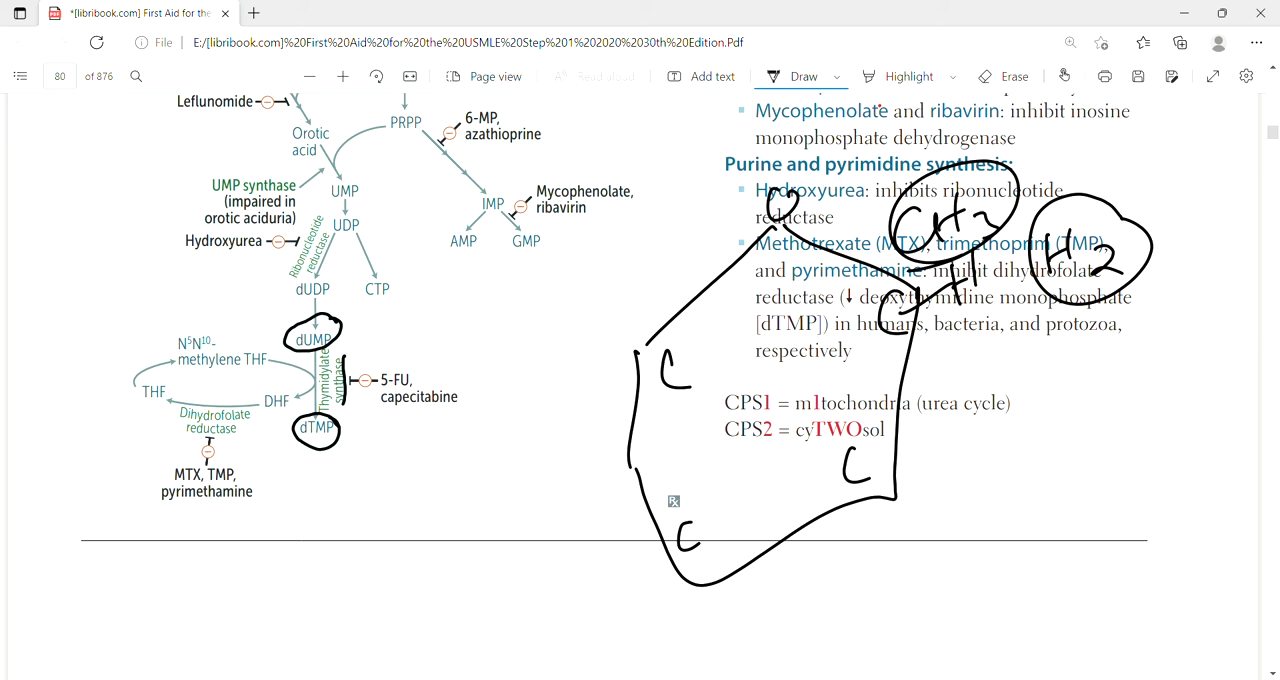 *[libribook.com] First Aid for the
File
E:/[libribook.com]%20First%20Aid%20for%20the%20USMLE%20Step%201%202020%2030th%20Edition.Pdf
80 of 876
Page view
Read aloud
Add text
Draw
Highlight
Erase
Leflunomide
Orotic
acid
UMP synthase
(impaired in
orotic aciduria)
Hydroxyurea
Ribonucleotide
reductase
UMP
UDP
dUDP
CTP
PRPP
6-MP,
azathioprine
IMP
Mycophenolate,
ribavirin
AMP
GMP
dUMP
Thymidylate
synthase
5-FU,
capecitabine
dTMP
N5N10-
methylene THF
THF
DHF
Dihydrofolate
reductase
MTX, TMP,
pyrimethamine
Mycophenolate and ribavirin: inhibit inosine
monophosphate dehydrogenase
Purine and pyrimidine synthesis:
Hydroxyurea: inhibits ribonucleotide
reductase
Methotrexate (MTX), trimethoprim (TMP),
and pyrimethamine: inhibit dihydrofolate
reductase (↓ deoxythymidine monophosphate
[dTMP]) in humans, bacteria, and protozoa,
respectively
CPS1 = m1tochondria (urea cycle)
CPS2 = cyTWOsol
Rx
CH2
H2
H
C
C
C
C